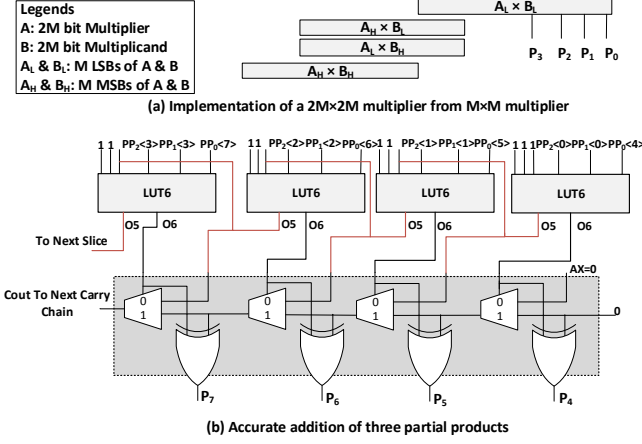 Legends
A: 2M bit Multiplier
B: 2M bit Multiplicand
A_L & B_L: M LSBs of A & B
A_H & B_H: M MSBs of A & B
A_L × B_L
A_H × B_L
A_L × B_H
A_H × B_H
P_3 P_2 P_1 P_0
(a) Implementation of a 2M×2M multiplier from M×M multiplier
1 1 PP_2<3>PP_1<3> PP_0<7> 1 1 PP_2<2>PP_1<2>PP_0<6> 1 1 PP_2<1>PP_1<1>PP_0<5> 1 1 1 PP_2<0>PP_1<0>PP_0<4>
LUT6 LUT6 LUT6 LUT6
O5 O6 O5 O6 O5 O6 O5 O6
To Next Slice
AX=0
Cout To Next Carry
Chain
0 0 0 0
1 1 1 1
0
P_7 P_6 P_5 P_4
(b) Accurate addition of three partial products